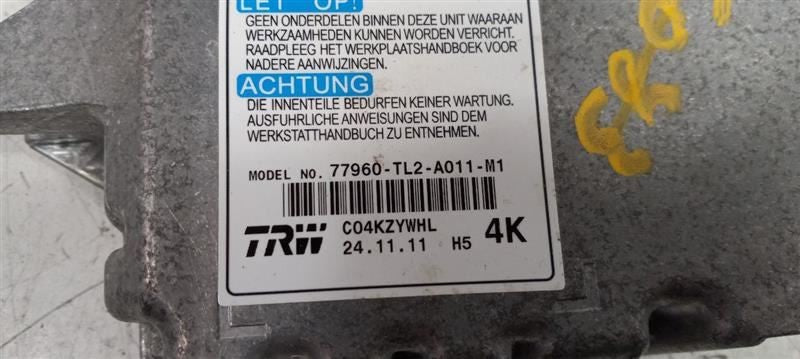 LET OP!
GEEN ONDERDELEN BINNEN DEZE UNIT WAARAAN
WERKZAAMHEDEN KUNNEN WORDEN VERRICHT.
RAADPLEEG HET WERKPLAATSHANDBOEK VOOR
NADERE AANWIJZINGEN.
ACHTUNG
DIE INNENTEILE BEDURFEN KEINER WARTUNG.
AUSFUHRLICHE ANWEISUNGEN SIND DEM
WERKSTATTHANDBUCH ZU ENTNEHMEN.
MODEL NO. 77960-TL2-A011-M1
TRW C04KZYWHL
24.11.11 H5 4K